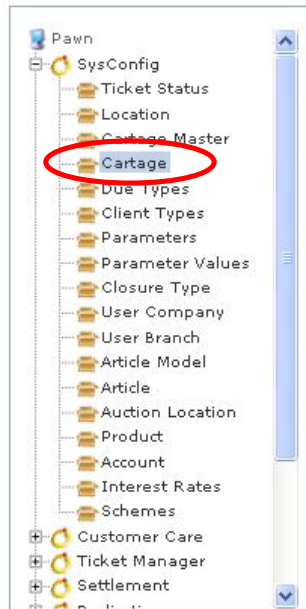 Pawn
SysConfig
Ticket Status
Location
Cartage Master
Cartage
Due Types
Client Types
Parameters
Parameter Values
Closure Type
User Company
User Branch
Article Model
Article
Auction Location
Product
Account
Interest Rates
Schemes
Customer Care
Ticket Manager
Settlement